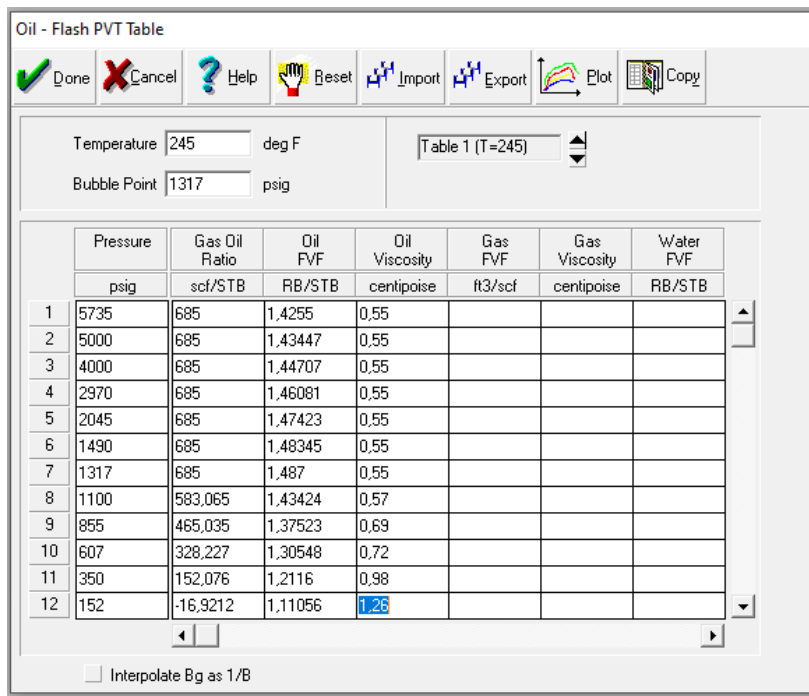 Oil - Flash PVT Table
Done Cancel Help Reset Import Export Plot Copy
Temperature 245 deg F Table 1 (T=245)
Bubble Point 1317 psig
Pressure Gas Oil Ratio Oil FVF Oil Viscosity Gas FVF Gas Viscosity Water FVF
psig scf/STB RB/STB centipoise ft3/scf centipoise RB/STB
1 5735 685 1,4255 0,55
2 5000 685 1,43447 0,55
3 4000 685 1,44707 0,55
4 2970 685 1,46081 0,55
5 2045 685 1,47423 0,55
6 1490 685 1,48345 0,55
7 1317 685 1,487 0,55
8 1100 583,065 1,43424 0,57
9 855 465,035 1,37523 0,69
10 607 328,227 1,30548 0,72
11 350 152,076 1,2116 0,98
12 152 -16,9212 1,11056 1,26
Interpolate Bg as 1/B